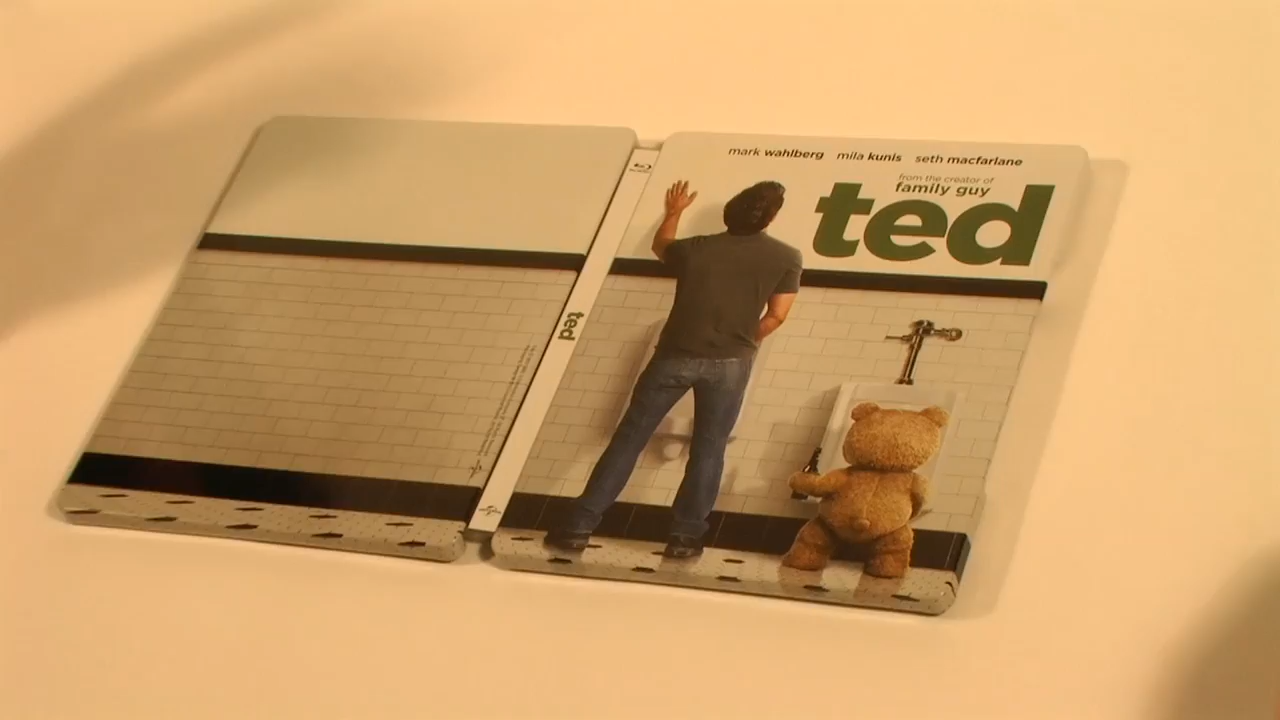 mark wahlberg mila kunis seth macfarlane
from the creator of
family guy
ted
ted